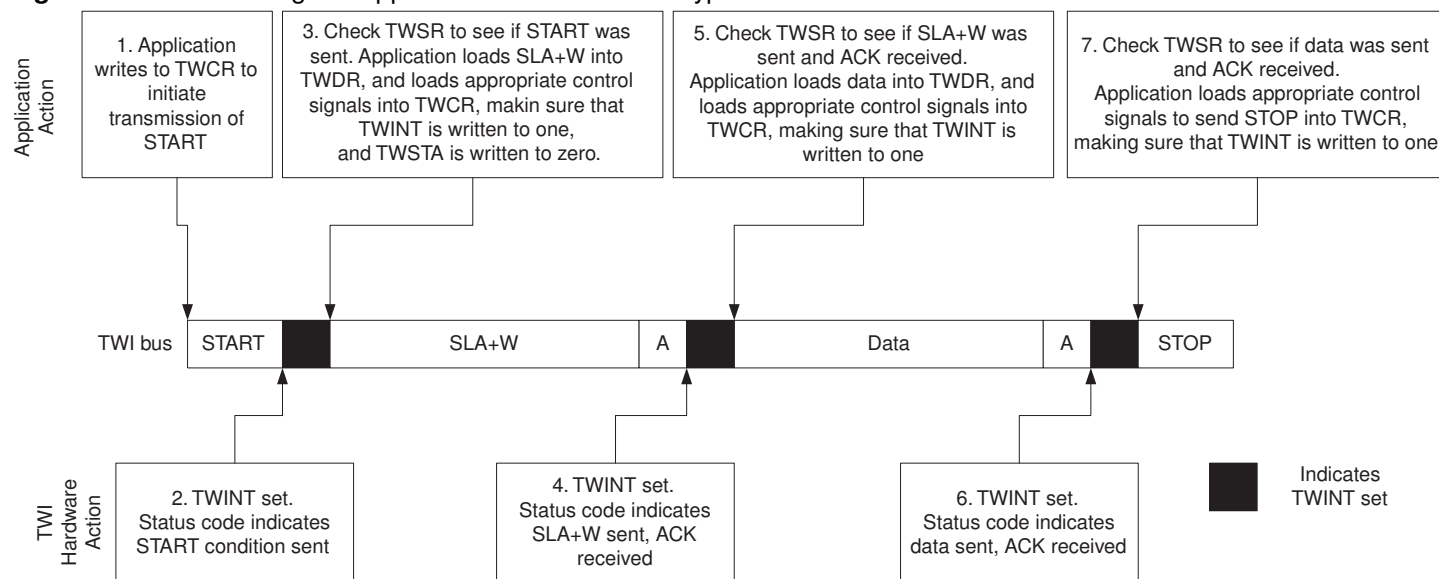 1. Application
writes to TWCR to
initiate
transmission of
START
3. Check TWSR to see if START was
sent. Application loads SLA+W into
TWDR, and loads appropriate control
signals into TWCR, makin sure that
TWINT is written to one,
and TWSTA is written to zero.
5. Check TWSR to see if SLA+W was
sent and ACK received.
Application loads data into TWDR, and
loads appropriate control signals into
TWCR, making sure that TWINT is
written to one
7. Check TWSR to see if data was sent
and ACK received.
Application loads appropriate control
signals to send STOP into TWCR,
making sure that TWINT is written to one
Application
Action
TWI bus
START
SLA+W
A
Data
A
STOP
TWI
Hardware
Action
2. TWINT set.
Status code indicates
START condition sent
4. TWINT set.
Status code indicates
SLA+W sent, ACK
received
6. TWINT set.
Status code indicates
data sent, ACK received
Indicates
TWINT set